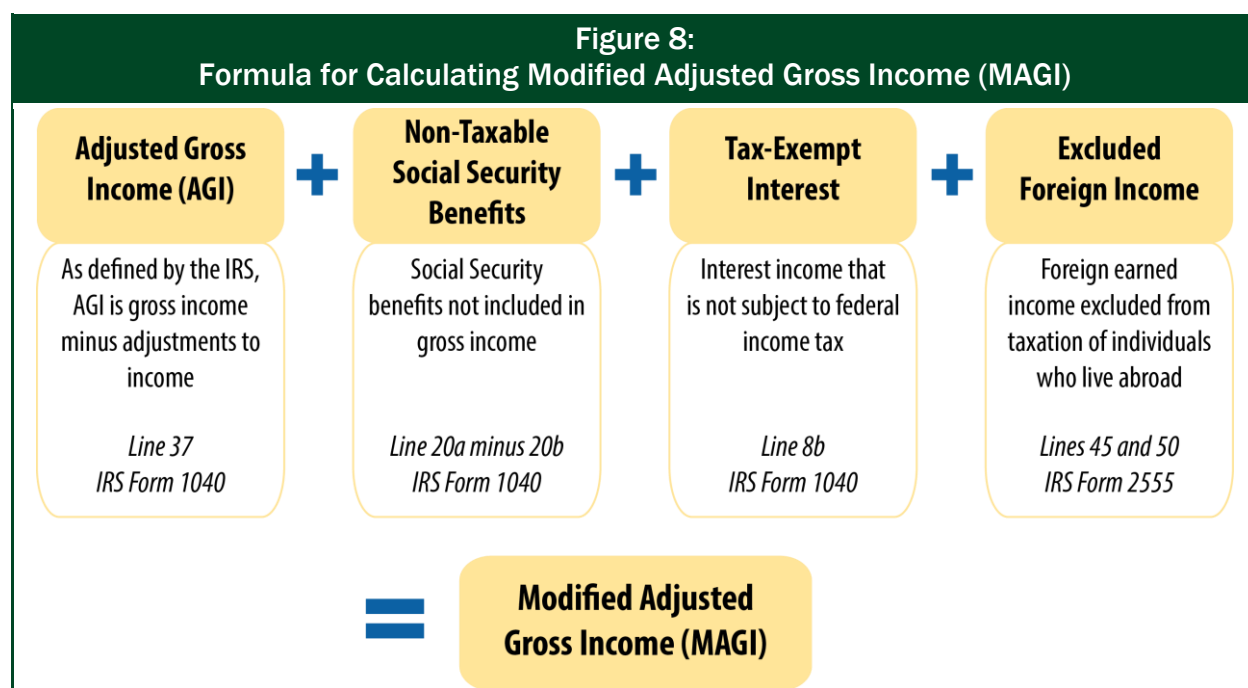 Figure 8:
Formula for Calculating Modified Adjusted Gross Income (MAGI)
Adjusted Gross
Income (AGI)
+
Non-Taxable
Social Security
Benefits
+
Tax-Exempt
Interest
+
Excluded
Foreign Income
As defined by the IRS,
AGI is gross income
minus adjustments to
income
Line 37
IRS Form 1040
Social Security
benefits not included in
gross income
Line 20a minus 20b
IRS Form 1040
Interest income that
is not subject to federal
income tax
Line 8b
IRS Form 1040
Foreign earned
income excluded from
taxation of individuals
who live abroad
Lines 45 and 50
IRS Form 2555
=
Modified Adjusted
Gross Income (MAGI)